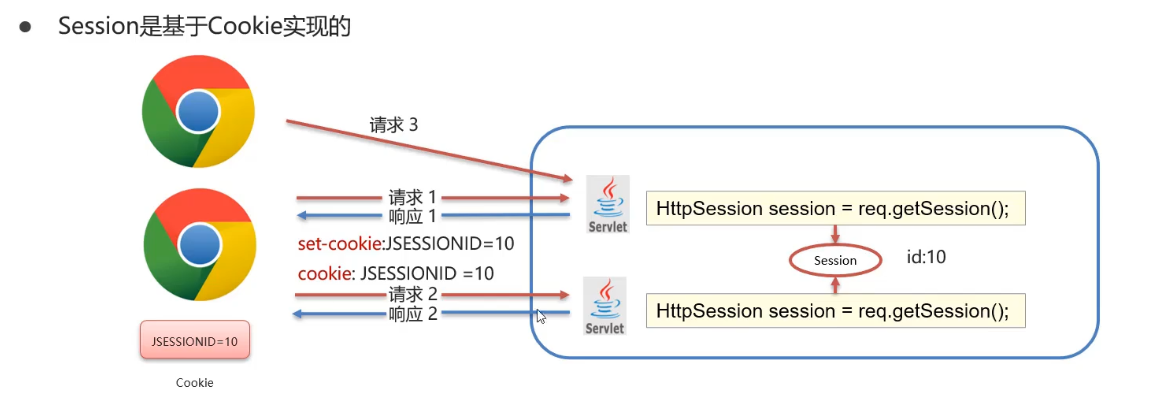 ● Session是基于Cookie实现的
请求 3
请求 1
响应 1
set-cookie:JSESSIONID=10
cookie: JSESSIONID =10
请求 2
响应 2
JSESSIONID=10
Cookie
Servlet
HttpSession session = req.getSession();
Session
id:10
Servlet
HttpSession session = req.getSession();